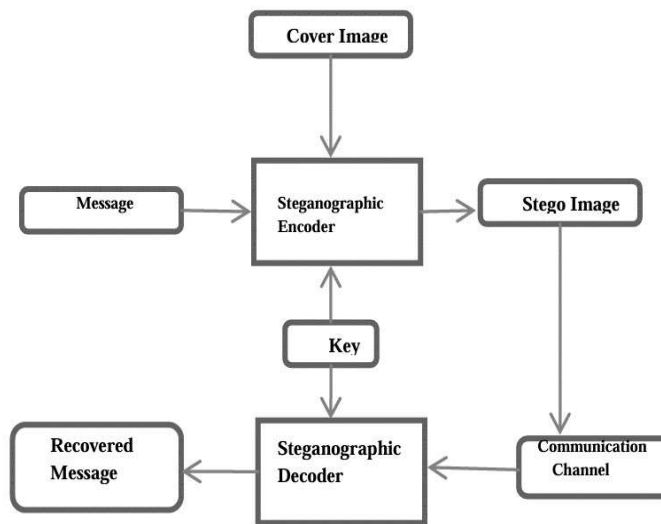 Cover Image
Message
Steganographic
Encoder
Stego Image
Key
Recovered
Message
Steganographic
Decoder
Communication
Channel